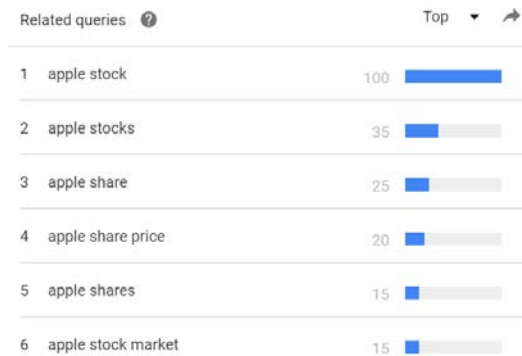 Related queries ? Top
1 apple stock 100
2 apple stocks 35
3 apple share 25
4 apple share price 20
5 apple shares 15
6 apple stock market 15